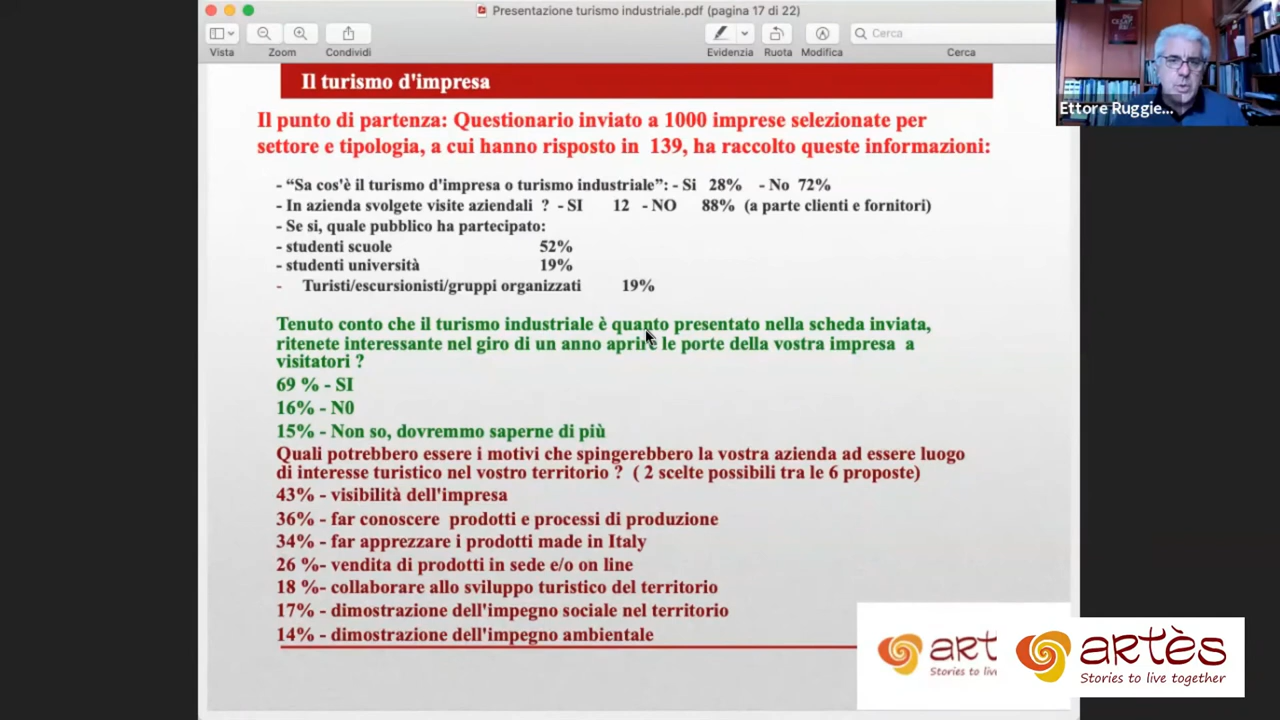 Presentazione turismo industriale.pdf (pagina 17 di 22)
Vista
Zoom
Condividi
Evidenzia
Ruota
Modifica
Cerca
Cerca
Ettore Ruggie...
Il turismo d'impresa
Il punto di partenza: Questionario inviato a 1000 imprese selezionate per
settore e tipologia, a cui hanno risposto in 139, ha raccolto queste informazioni:
- “Sa cos'è il turismo d'impresa o turismo industriale”: - Si 28% - No 72%
- In azienda svolgete visite aziendali ? - SI 12 - NO 88% (a parte clienti e fornitori)
- Se si, quale pubblico ha partecipato:
- studenti scuole 52%
- studenti università 19%
- Turisti/escursionisti/gruppi organizzati 19%
Tenuto conto che il turismo industriale è quanto presentato nella scheda inviata,
ritenete interessante nel giro di un anno aprire le porte della vostra impresa a
visitatori ?
69 % - SI
16% - N0
15% - Non so, dovremmo saperne di più
Quali potrebbero essere i motivi che spingerebbero la vostra azienda ad essere luogo
di interesse turistico nel vostro territorio ? ( 2 scelte possibili tra le 6 proposte)
43% - visibilità dell'impresa
36% - far conoscere prodotti e processi di produzione
34% - far apprezzare i prodotti made in Italy
26 %- vendita di prodotti in sede e/o on line
18 %- collaborare allo sviluppo turistico del territorio
17% - dimostrazione dell'impegno sociale nel territorio
14% - dimostrazione dell'impegno ambientale
art
Stories to liv
artès
Stories to live together